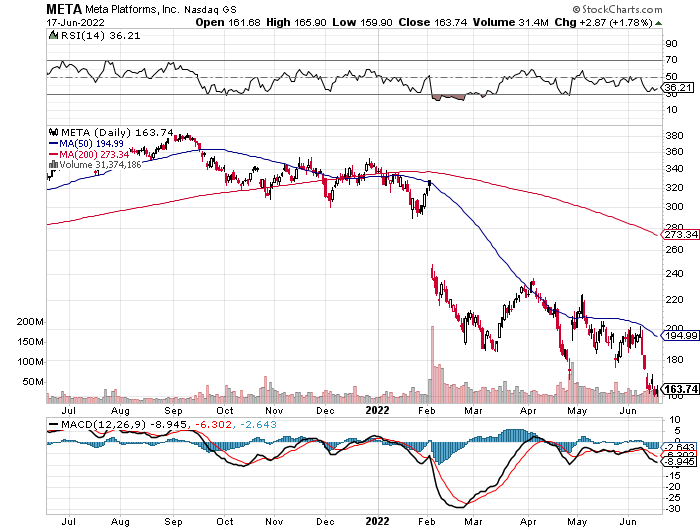 META Meta Platforms, Inc. Nasdaq GS © StockCharts.com
17-Jun-2022 Open 161.68 High 165.90 Low 159.90 Close 163.74 Volume 31.4M Chg +2.87 (+1.78%)
RSI(14) 36.21
90
70
50
36.21
30
10
META (Daily) 163.74
MA(50) 194.99
MA(200) 273.34
Volume 31,374,186
380
360
340
320
300
290
280
273.34
260
240
220
200
194.99
180
163.74
160
200M
150M
100M
50M
Jul Aug Sep Oct Nov Dec 2022 Feb Mar Apr May Jun
MACD(12,26,9) -8.945, -6.302, -2.643
10
5
0
-2.643
-6.302
-8.945
-15
-20
-25
-30
Jul Aug Sep Oct Nov Dec 2022 Feb Mar Apr May Jun